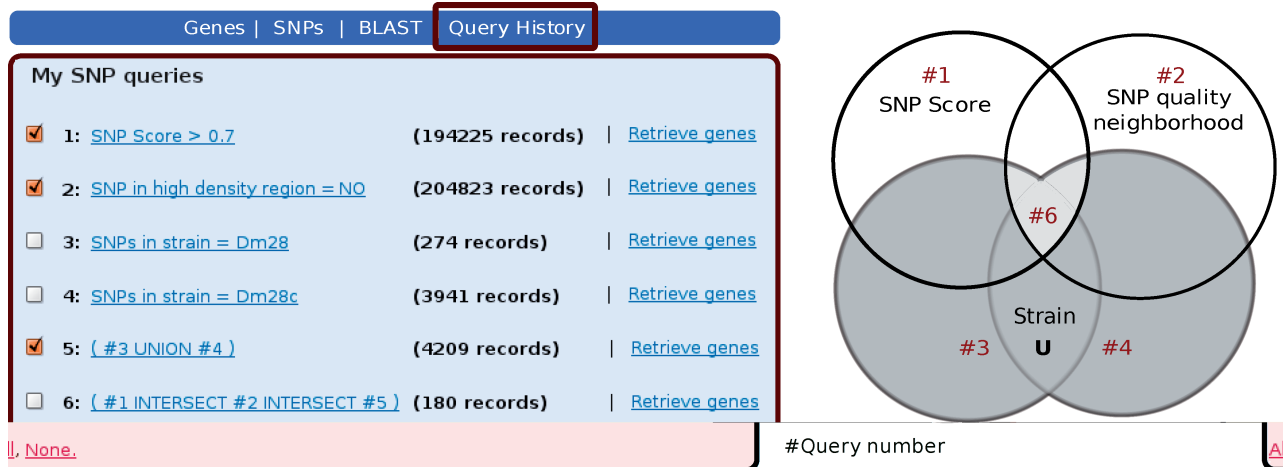 Genes | SNPs | BLAST Query History
My SNP queries
1: SNP Score > 0.7 (194225 records) | Retrieve genes
2: SNP in high density region = NO (204823 records) | Retrieve genes
3: SNPs in strain = Dm28 (274 records) | Retrieve genes
4: SNPs in strain = Dm28c (3941 records) | Retrieve genes
5: ( #3 UNION #4 ) (4209 records) | Retrieve genes
6: ( #1 INTERSECT #2 INTERSECT #5 ) (180 records) | Retrieve genes
, None.
#1
SNP Score
#2
SNP quality
neighborhood
#6
Strain
#3 U #4
#Query number